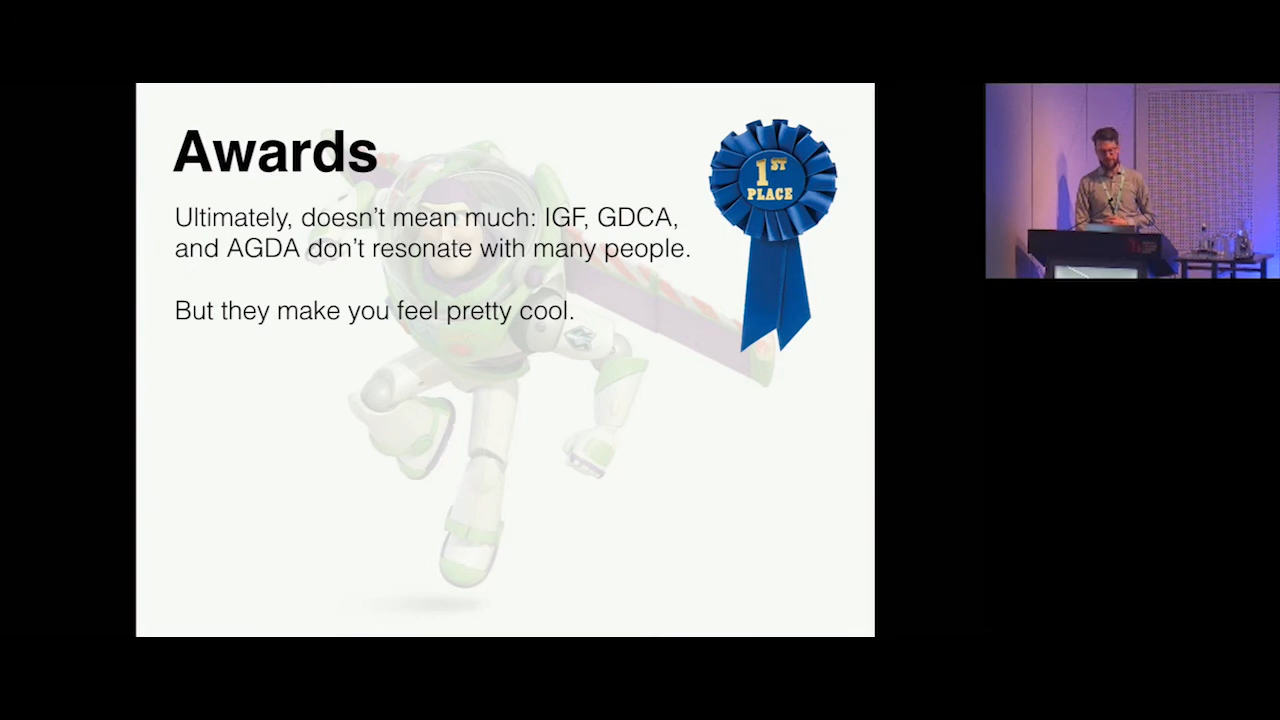 Awards
Ultimately, doesn’t mean much: IGF, GDCA,
and AGDA don’t resonate with many people.
But they make you feel pretty cool.
1ST
PLACE